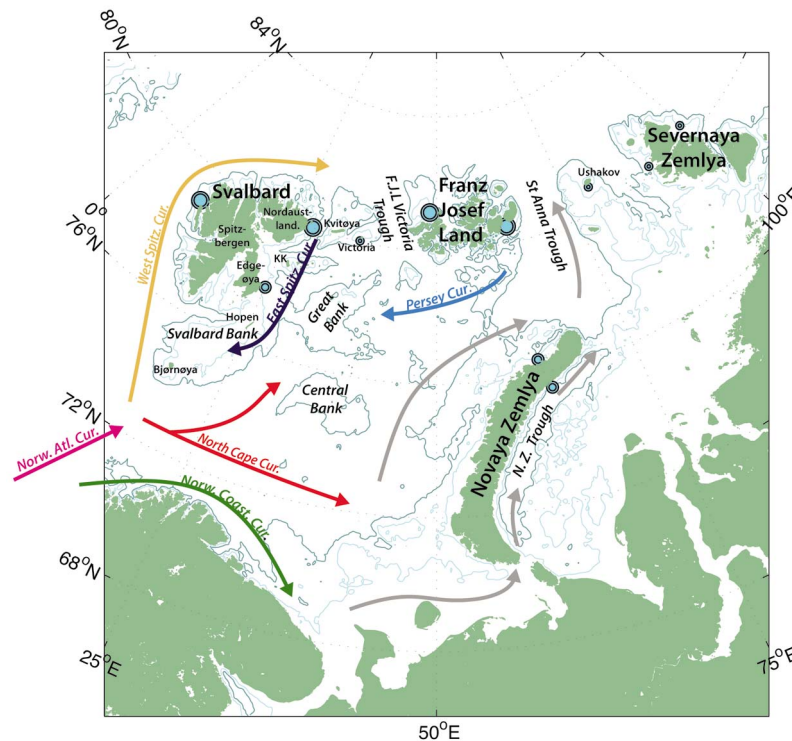 80°N
84°N
Severnaya
Zemlya
Ushakov
Svalbard
Nordaust-
land.
Kvitøya
Victoria
F.J.L Victoria
Trough
Franz
Josef
Land
St Anna Trough
0°
76°N
100°E
West Spitz. Cur.
Spitz-
bergen
KK
Edge-
øya
East Spitz. Cur.
Great
Bank
Persey Cur.
Hopen
Svalbard Bank
Bjørnøya
Central
Bank
72°N
Norw. Atl. Cur.
North Cape Cur.
Novaya Zemlya
N. Z. Trough
Norw. Coast. Cur.
68°N
25°E
50°E
75°E